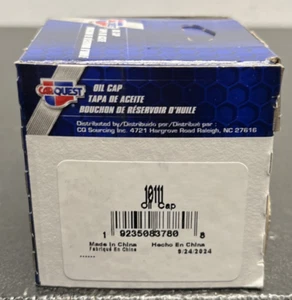 CARQUEST
OIL CAP
TAPA DE ACEITE
BOUCHON DE RÉSERVOIR D'HUILE
Distributed by/Distribuido por/Distribué par :
CQ Sourcing Inc. 4721 Hargrove Road Raleigh, NC 27616
10111
Oil Cap
1 9235083780 8
Made in China Hecho En China
Fabriqué En Chine 9/24/2024